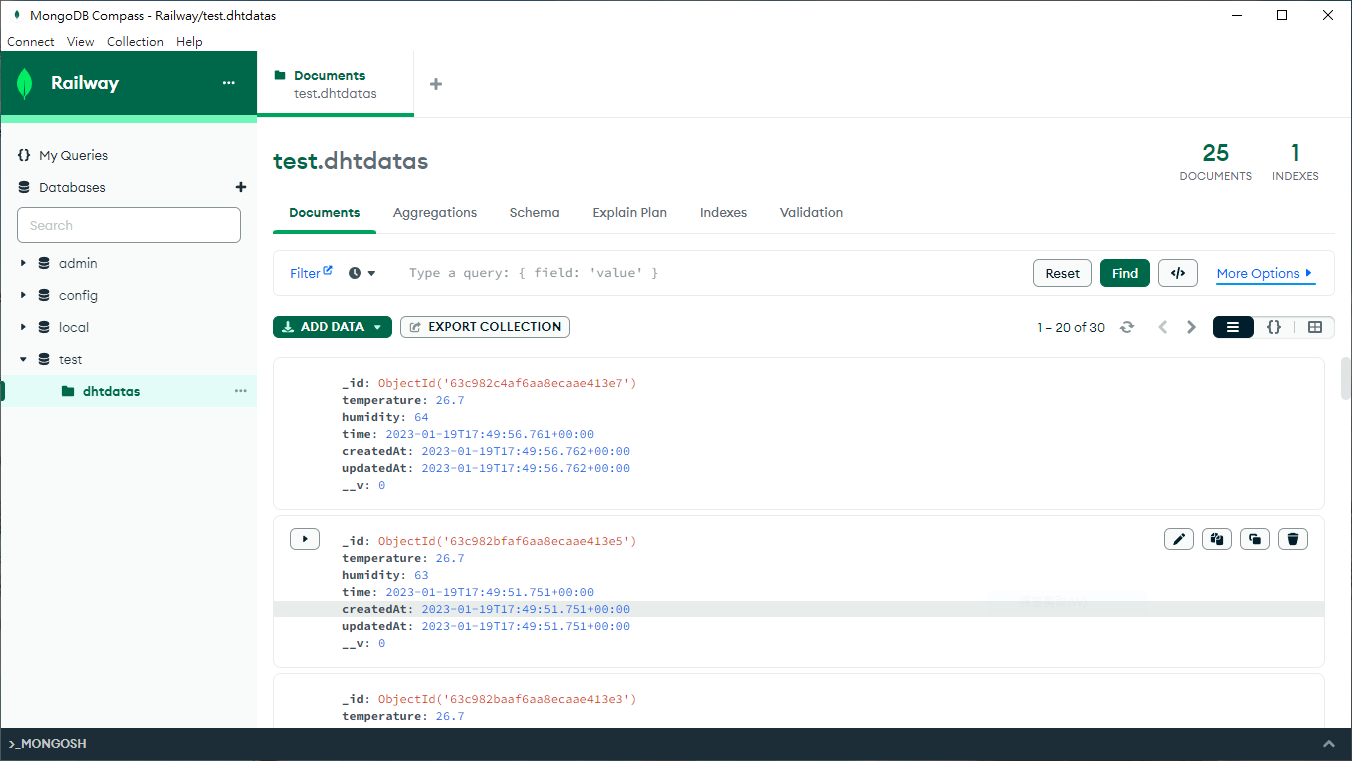 MongoDB Compass - Railway/test.dhtdatas
Connect View Collection Help
Railway
Documents
test.dhtdatas
My Queries
Databases
Search
admin
config
local
test
dhtdatas
test.dhtdatas
25
DOCUMENTS
1
INDEXES
Documents Aggregations Schema Explain Plan Indexes Validation
Filter Type a query: { field: 'value' } Reset Find </> More Options
ADD DATA EXPORT COLLECTION 1 – 20 of 30 {}
_id: ObjectId('63c982c4af6aa8ecaae413e7')
temperature: 26.7
humidity: 64
time: 2023-01-19T17:49:56.761+00:00
createdAt: 2023-01-19T17:49:56.762+00:00
updatedAt: 2023-01-19T17:49:56.762+00:00
__v: 0
_id: ObjectId('63c982bfaf6aa8ecaae413e5')
temperature: 26.7
humidity: 63
time: 2023-01-19T17:49:51.751+00:00
createdAt: 2023-01-19T17:49:51.751+00:00
updatedAt: 2023-01-19T17:49:51.751+00:00
__v: 0
_id: ObjectId('63c982baaf6aa8ecaae413e3')
temperature: 26.7
>_MONGOSH